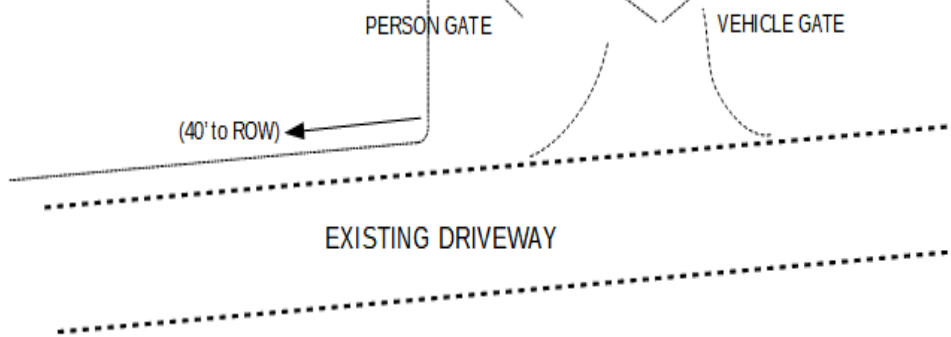 PERSON GATE
VEHICLE GATE
(40' to ROW)
EXISTING DRIVEWAY